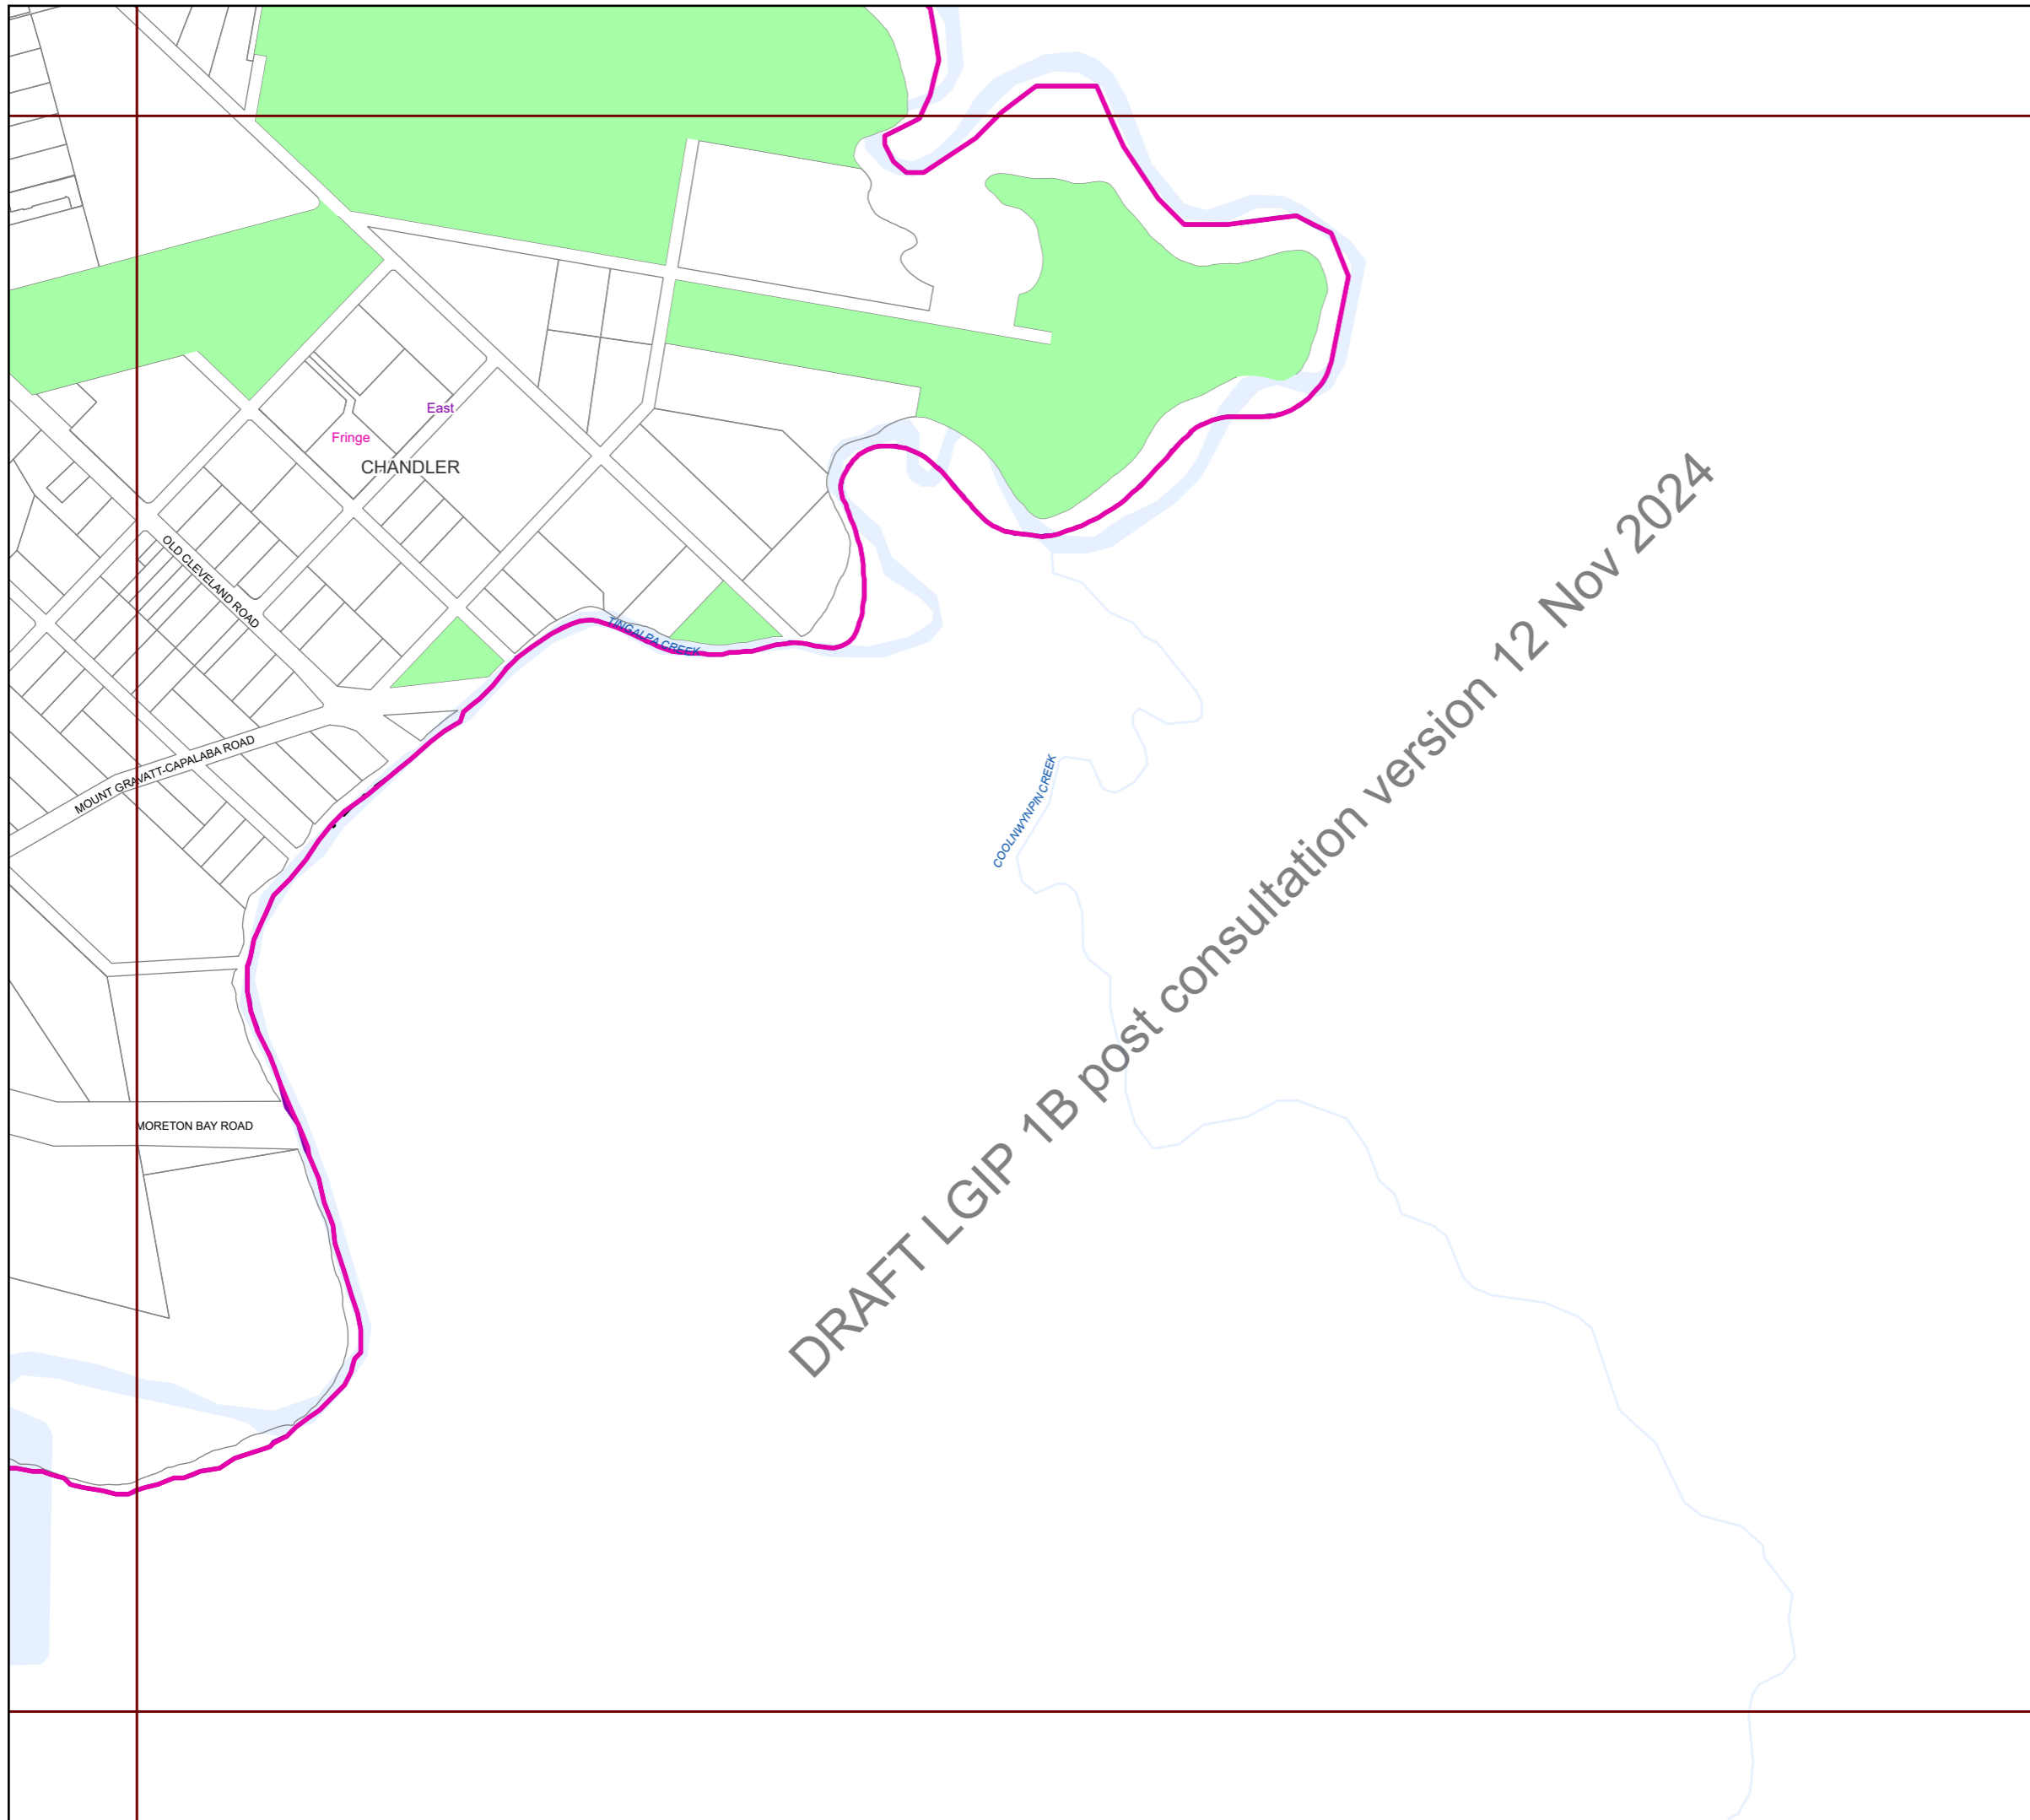 East
Fringe
CHANDLER
OLD CLEVELAND ROAD
TINGALPA CREEK
MOUNT GRAVATT-CAPALABA ROAD
COOLNWYNPIN CREEK
MORETON BAY ROAD
DRAFT LGIP 1B post consultation version 12 Nov 2024